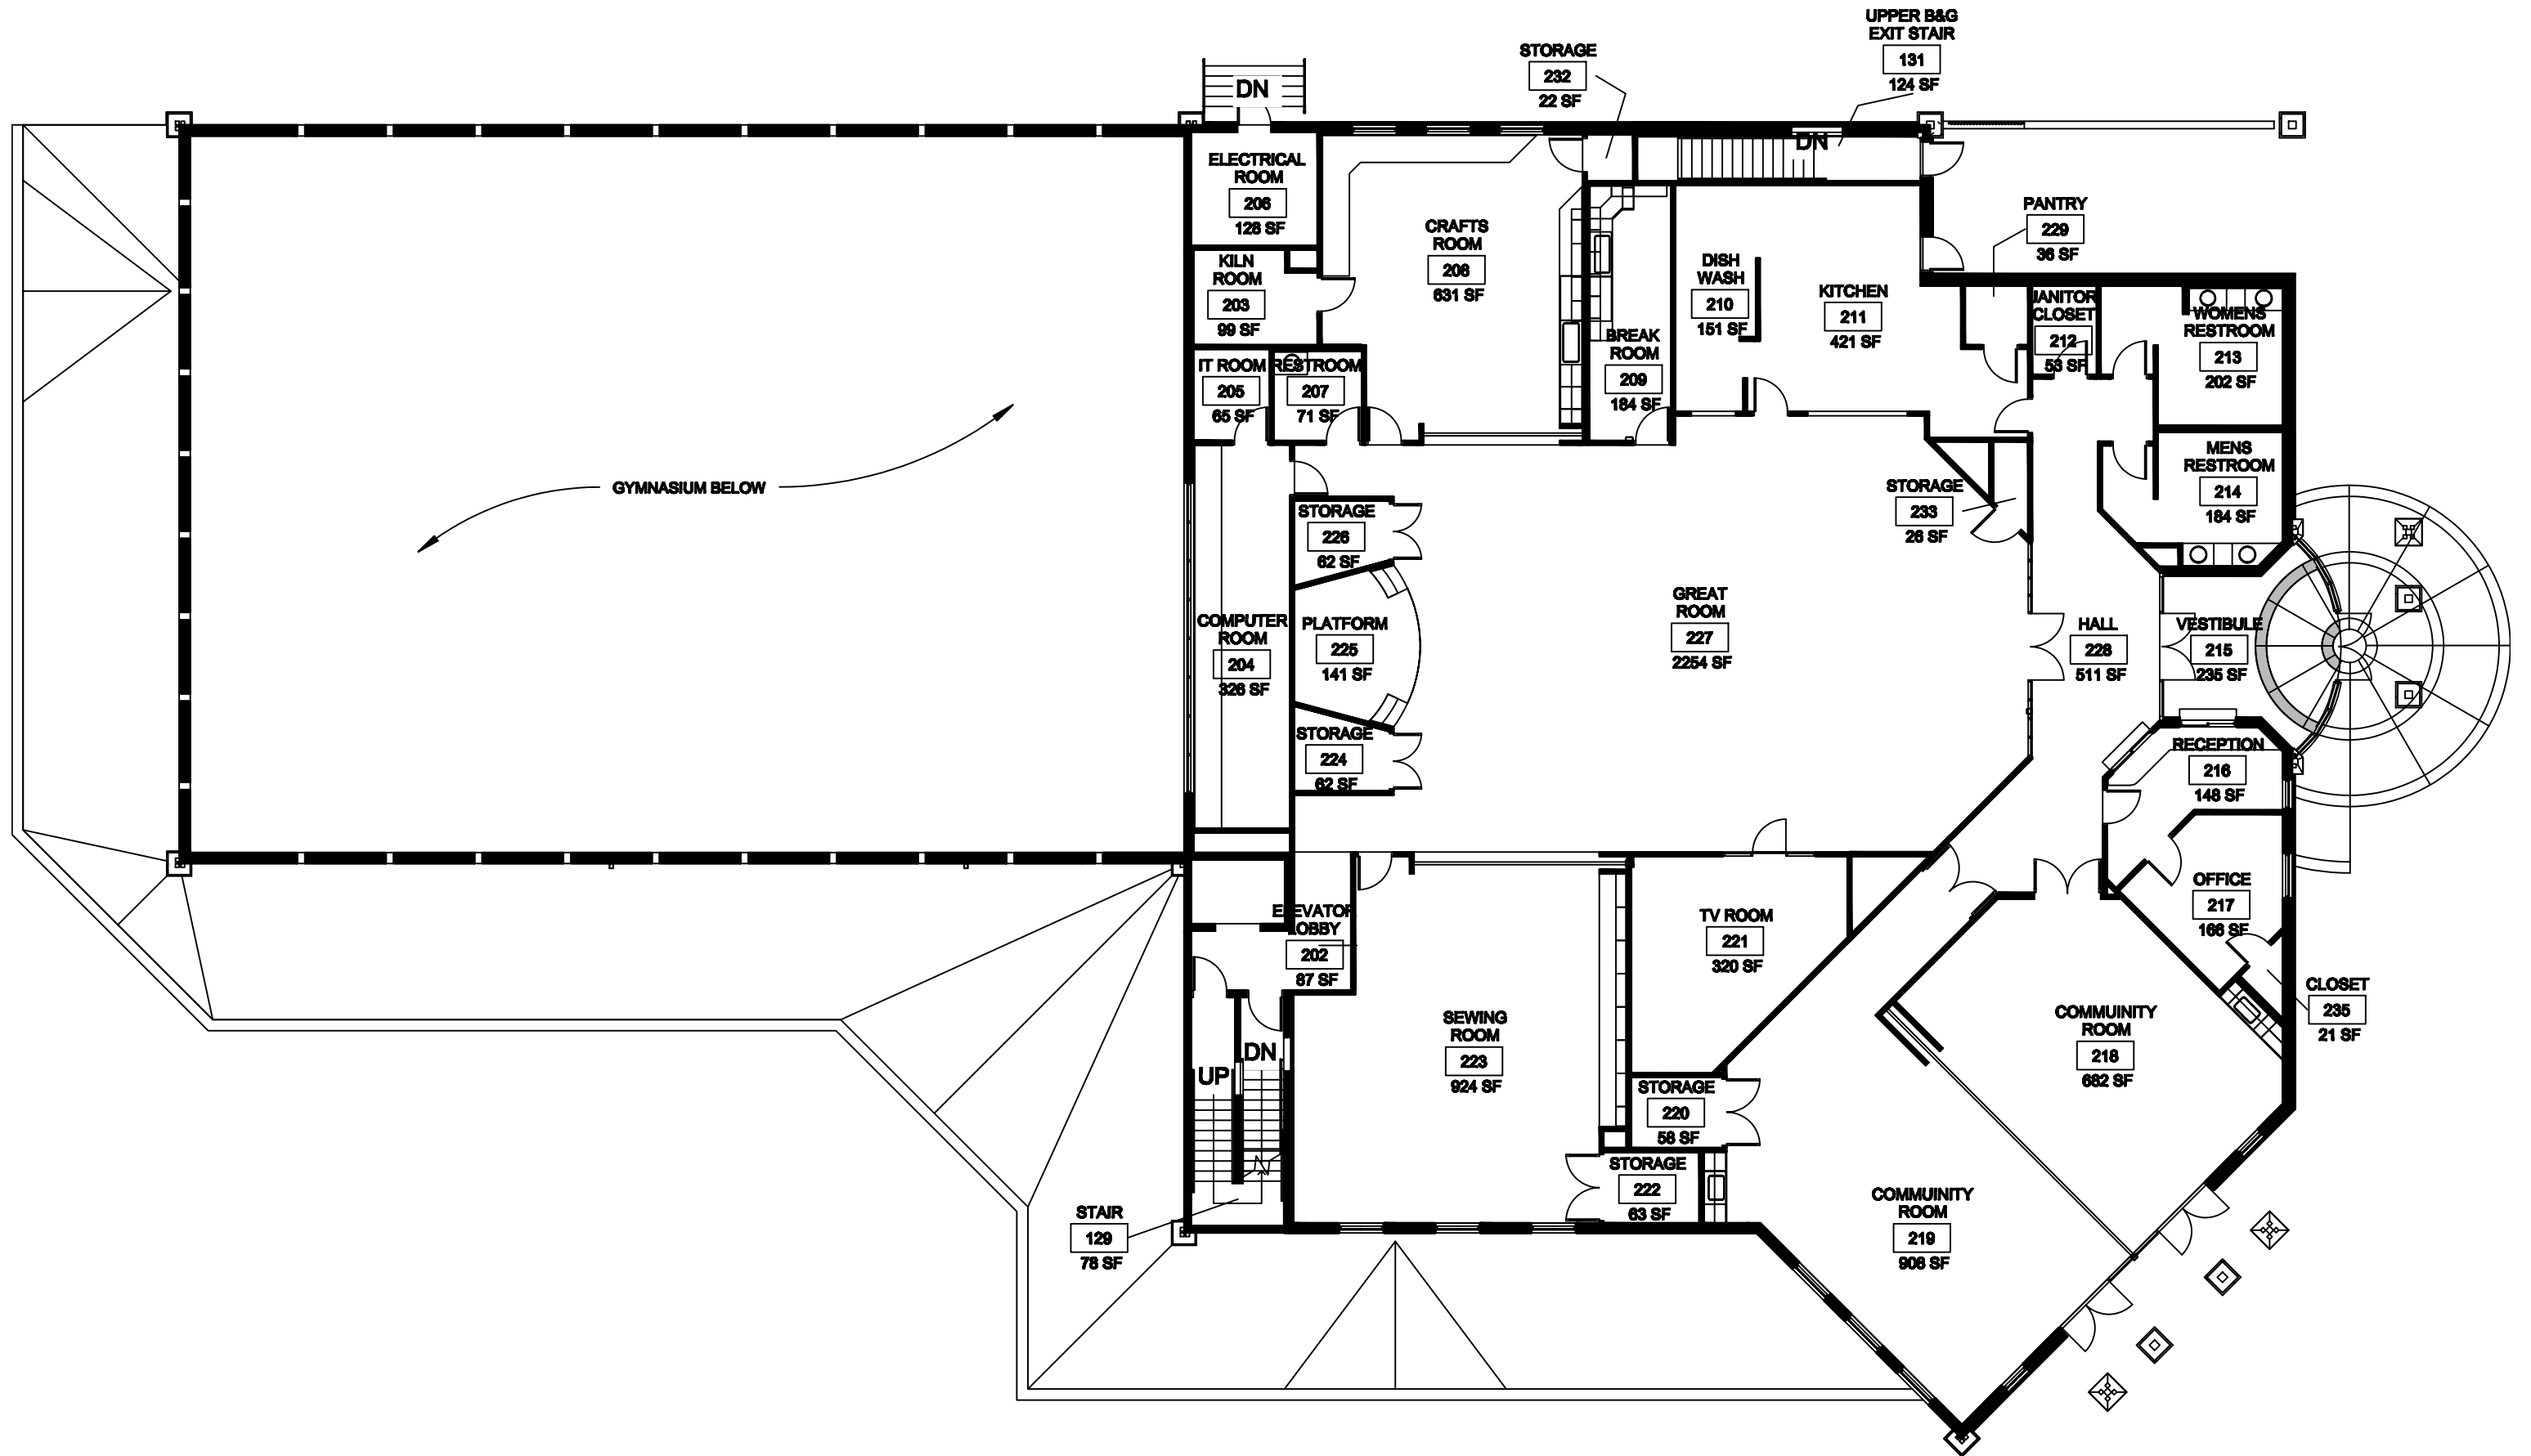 UPPER B&G
EXIT STAIR
131
124 SF
STORAGE
232
22 SF
DN
DN
ELECTRICAL
ROOM
206
128 SF
CRAFTS
ROOM
208
631 SF
PANTRY
229
36 SF
KILN
ROOM
203
99 SF
DISH
WASH
210
151 SF
KITCHEN
211
421 SF
JANITOR
CLOSET
212
53 SF
WOMENS
RESTROOM
213
202 SF
BREAK
ROOM
209
184 SF
IT ROOM
205
65 SF
RESTROOM
207
71 SF
MENS
RESTROOM
214
184 SF
GYMNASIUM BELOW
STORAGE
233
26 SF
STORAGE
226
62 SF
GREAT
ROOM
227
2254 SF
COMPUTER
ROOM
204
326 SF
PLATFORM
225
141 SF
HALL
228
511 SF
VESTIBULE
215
235 SF
STORAGE
224
62 SF
RECEPTION
216
148 SF
OFFICE
217
166 SF
ELEVATOR
LOBBY
202
87 SF
TV ROOM
221
320 SF
CLOSET
235
21 SF
COMMUINITY
ROOM
218
682 SF
SEWING
ROOM
223
924 SF
DN
UP
STORAGE
220
58 SF
STORAGE
222
63 SF
COMMUINITY
ROOM
219
908 SF
STAIR
129
78 SF